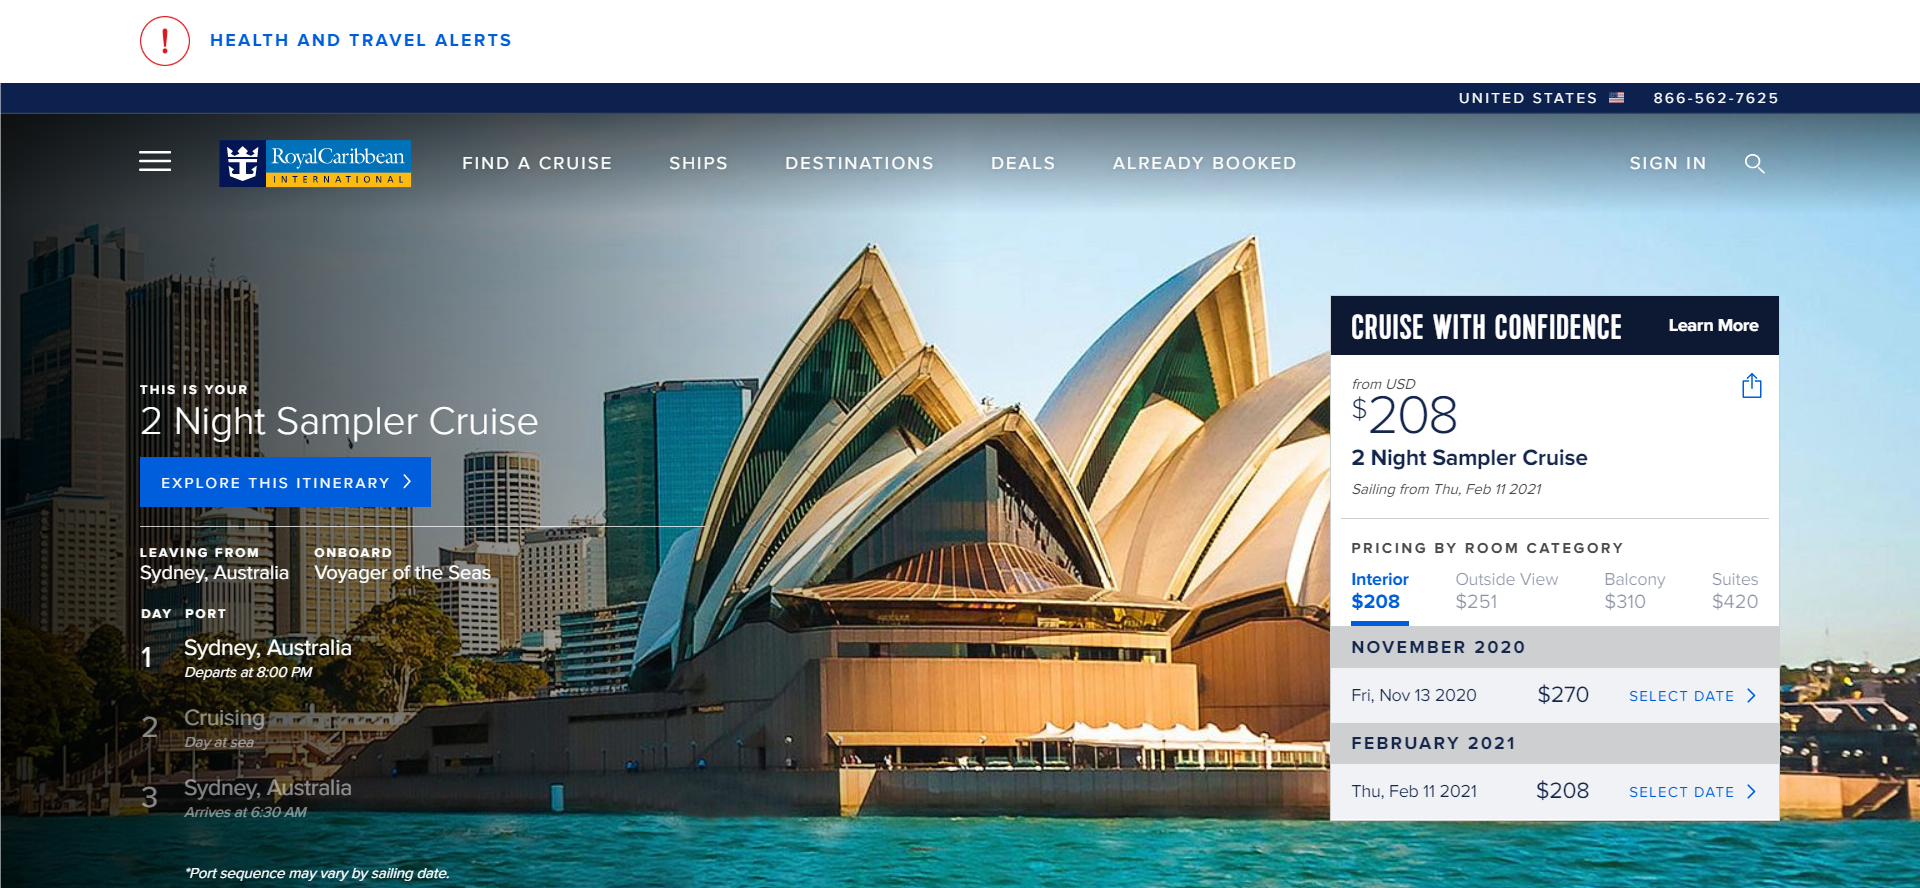 HEALTH AND TRAVEL ALERTS
UNITED STATES 866-562-7625
RoyalCaribbean
INTERNATIONAL
FIND A CRUISE SHIPS DESTINATIONS DEALS ALREADY BOOKED SIGN IN
THIS IS YOUR
2 Night Sampler Cruise
EXPLORE THIS ITINERARY
LEAVING FROM ONBOARD
Sydney, Australia Voyager of the Seas
DAY PORT
1 Sydney, Australia
Departs at 8:00 PM
2 Cruising
Day at sea
3 Sydney, Australia
Arrives at 6:30 AM
*Port sequence may vary by sailing date.
CRUISE WITH CONFIDENCE Learn More
from USD
$208
2 Night Sampler Cruise
Sailing from Thu, Feb 11 2021
PRICING BY ROOM CATEGORY
Interior Outside View Balcony Suites
$208 $251 $310 $420
NOVEMBER 2020
Fri, Nov 13 2020 $270 SELECT DATE
FEBRUARY 2021
Thu, Feb 11 2021 $208 SELECT DATE